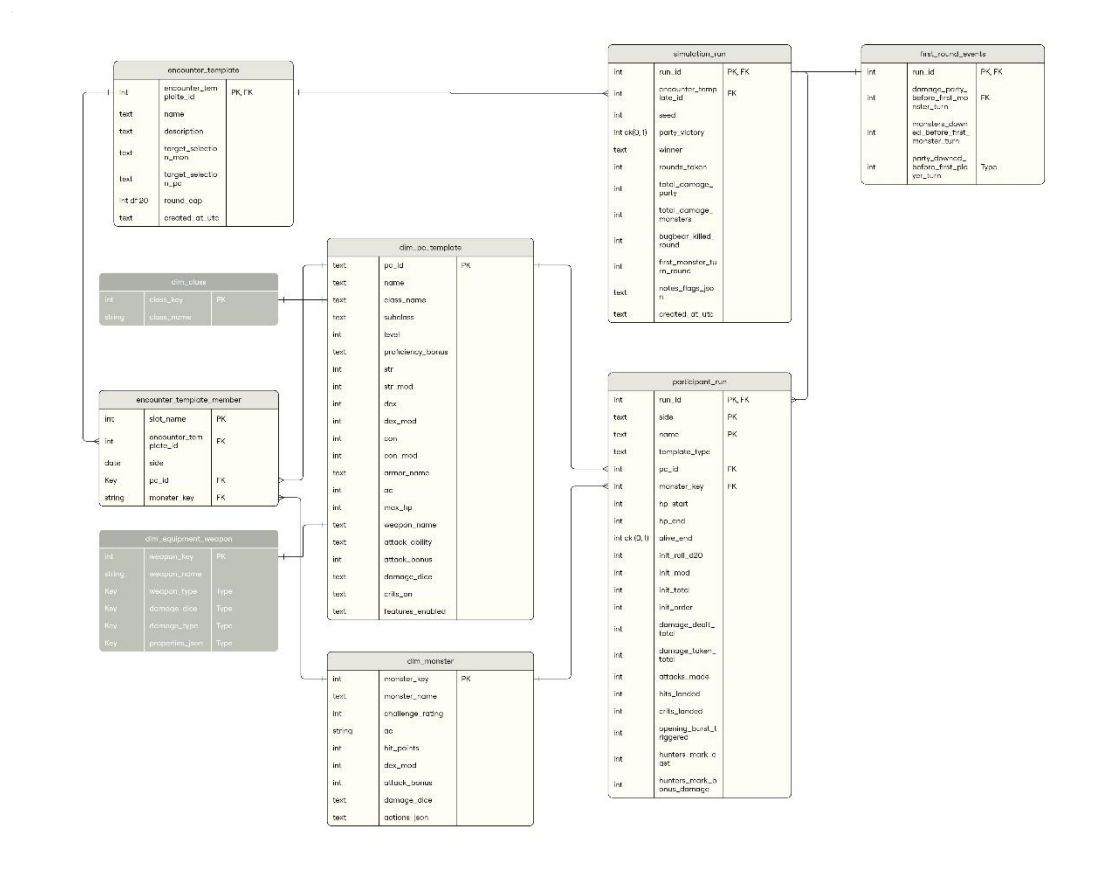 encounter_template
int encounter_tem PK, FK
plalte_id
text name
text description
text target_selectio
n_mon
text target_selectio
n_pc
int df 20 round_cap
text created_at_utc
simulation_run
int run_id PK, FK
int encounter_temp FK
late_id
int seed
int ck(0, 1) party_victory
text winner
int rounds_taken
int total_damage_
party
int total_damage_
monsters
int bugbear_killed_
round
int first_monster_tu
rn_round
text notes_flags_jso
n
text created_at_utc
first_round_events
int run_id PK, FK
int damage_party_ FK
before_first_mo
nster_turn
int monsters_down
ed_before_first_
monster_turn
int party_downed_ Type
before_first_pla
yer_turn
dim_class
int class_key PK
string class_name
dim_pc_template
text pc_id PK
text name
text class_name
text subclass
int level
text proficiency_bonus
int str
int str_mod
int dex
int dex_mod
int con
int con_mod
text armor_name
int ac
int max_hp
text weapon_name
text attack_ability
int attack_bonus
text damage_dice
text crits_on
text features_enabled
encounter_template_member
int slot_name PK
int encounter_tem FK
plate_id
date side
Key pc_id FK
string monster_key FK
dim_equipment_weapon
int weapon_key PK
string weapon_name
Key weapon_type Type
Key damage_dice Type
Key damage_type Type
Key properties_json Type
dim_monster
int monster_key PK
text monster_name
int challenge_rating
string ac
int hit_points
int dex_mod
int attack_bonus
text damage_dice
text actions_json
participant_run
int run_id PK, FK
text side PK
text name PK
text template_type
int pc_id FK
int monster_key FK
int hp_start
int hp_end
int ck (0, 1) alive_end
int init_roll_d20
int init_mod
int init_total
int init_order
int damage_dealt_
total
int damage_taken_
total
int attacks_made
int hits_landed
int crits_landed
int opening_burst_t
riggered
int hunters_mark_c
ast
int hunters_mark_b
onus_damage